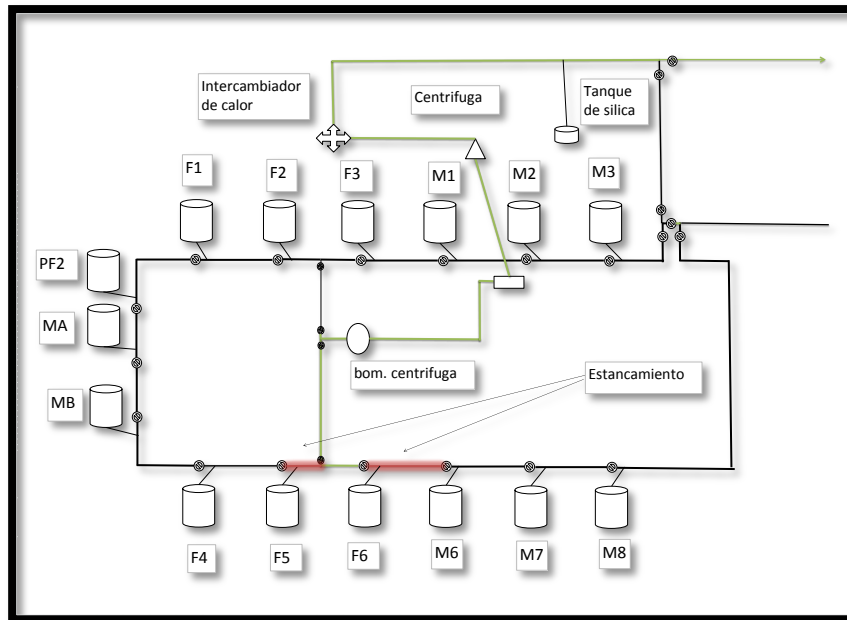 Intercambiador
de calor
Centrifuga
Tanque
de silica
F1
F2
F3
M1
M2
M3
PF2
MA
MB
bom. centrifuga
Estancamiento
F4
F5
F6
M6
M7
M8